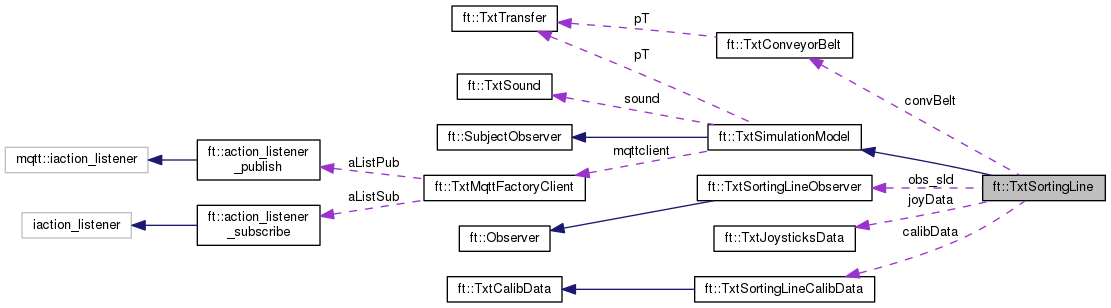 ft::TxtTransfer
pT
ft::TxtConveyorBelt
pT
ft::TxtSound
sound
convBelt
ft::SubjectObserver
ft::TxtSimulationModel
mqtt::iaction_listener
ft::action_listener
_publish
aListPub
mqttclient
ft::TxtMqttFactoryClient
ft::TxtSortingLineObserver
obs_sld
ft::TxtSortingLine
aListSub
joyData
iaction_listener
ft::action_listener
_subscribe
ft::Observer
ft::TxtJoysticksData
calibData
ft::TxtCalibData
ft::TxtSortingLineCalibData